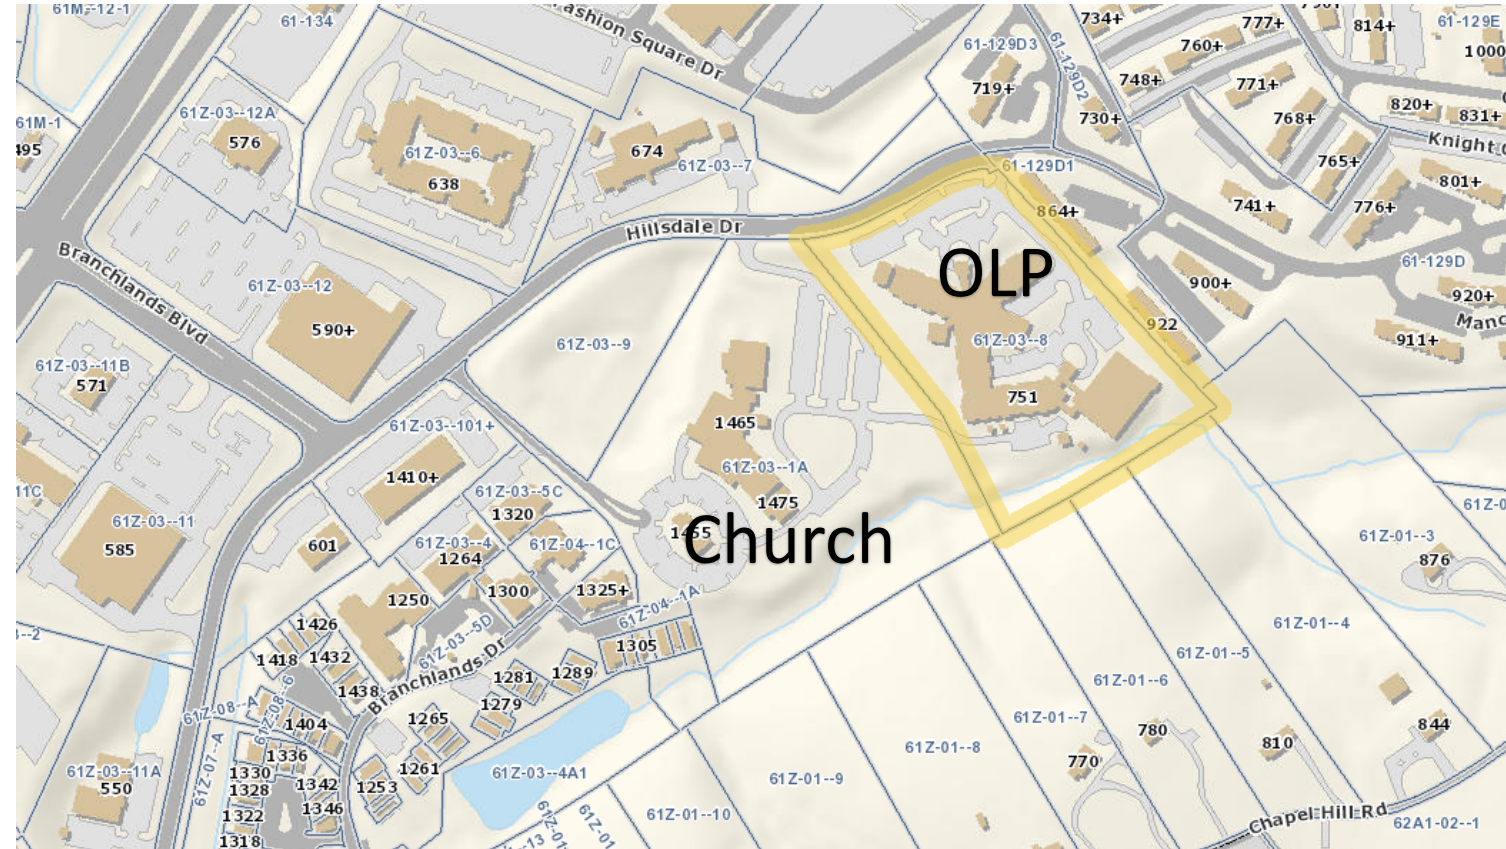 61M--12-1
61-134
Fashion Square Dr
61-129D3
734+
777+
814+
61-129E
760+
1000
61-129D2
748+
771+
719+
820+
831+
61M-1
495
61Z-03--12A
576
730+
768+
Knight
61Z-03--6
674
61Z-03--7
61-129D1
765+
638
801+
741+
776+
864+
Hillsdale Dr
Branchlands Blvd
61Z-03--12
OLP
61-129D
900+
920+
590+
922
61Z-03--9
61Z-03--8
911+
61Z-03--11B
571
751
1465
61Z-03--101+
61Z-03--1A
1410+
11C
61Z-03--5C
1475
1320
61Z-03--11
585
Church
1455
601
61Z-03--4
1264
61Z-04--1C
61Z-01--3
876
1250
1300
1325+
61Z-04--1A
1426
61Z-03--5D
1305
61Z-01--4
1418
1432
61Z-01--5
1438
Branchlands Dr
1281
1289
61Z-01--6
61Z-08--A
61Z-08--6
1279
1404
1265
61Z-01--7
780
844
61Z-07--A
1336
61Z-01--8
810
61Z-03--11A
550
1330
1261
61Z-03--4A1
61Z-01--9
770
1328
1342
1253
1322
1346
61Z-01--10
Chapel Hill Rd
62A1-02--1
1318